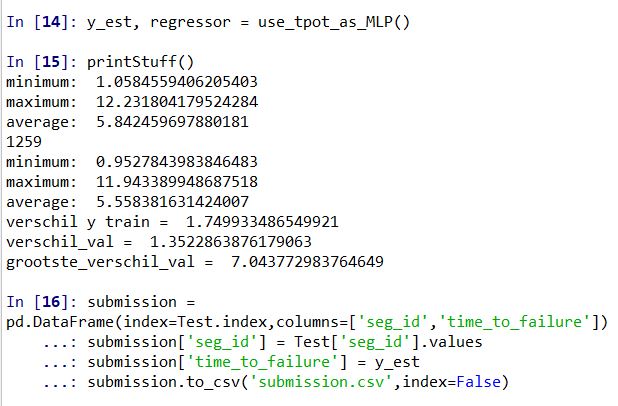 In [14]: y_est, regressor = use_tpot_as_MLP()
In [15]: printStuff()
minimum:  1.0584559406205403
maximum:  12.231804179524284
average:  5.842459697880181
1259
minimum:  0.9527843983846483
maximum:  11.943389948687518
average:  5.558381631424007
verschil y train =  1.749933486549921
verschil_val =  1.3522863876179063
grootste_verschil_val =  7.043772983764649
In [16]: submission =
pd.DataFrame(index=Test.index,columns=['seg_id','time_to_failure'])
...: submission['seg_id'] = Test['seg_id'].values
...: submission['time_to_failure'] = y_est
...: submission.to_csv('submission.csv',index=False)